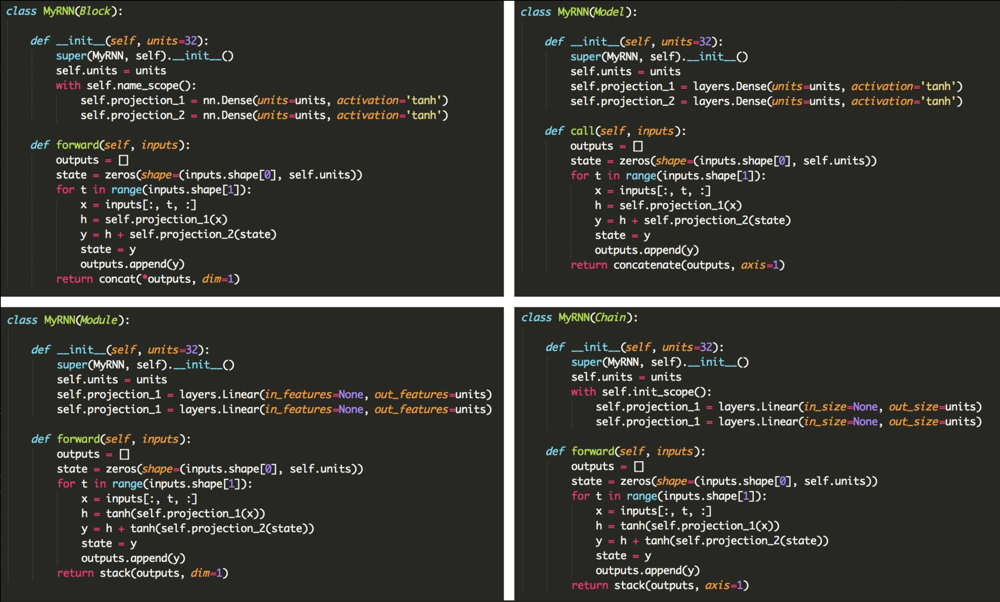 class MyRNN(Block):
def __init__(self, units=32):
super(MyRNN, self).__init__()
self.units = units
with self.name_scope():
self.projection_1 = nn.Dense(units=units, activation='tanh')
self.projection_2 = nn.Dense(units=units, activation='tanh')
def forward(self, inputs):
outputs = []
state = zeros(shape=(inputs.shape[0], self.units))
for t in range(inputs.shape[1]):
x = inputs[:, t, :]
h = self.projection_1(x)
y = h + self.projection_2(state)
state = y
outputs.append(y)
return concat(*outputs, dim=1)
class MyRNN(Model):
def __init__(self, units=32):
super(MyRNN, self).__init__()
self.units = units
self.projection_1 = layers.Dense(units=units, activation='tanh')
self.projection_2 = layers.Dense(units=units, activation='tanh')
def call(self, inputs):
outputs = []
state = zeros(shape=(inputs.shape[0], self.units))
for t in range(inputs.shape[1]):
x = inputs[:, t, :]
h = self.projection_1(x)
y = h + self.projection_2(state)
state = y
outputs.append(y)
return concatenate(outputs, axis=1)
class MyRNN(Module):
def __init__(self, units=32):
super(MyRNN, self).__init__()
self.units = units
self.projection_1 = layers.Linear(in_features=None, out_features=units)
self.projection_1 = layers.Linear(in_features=None, out_features=units)
def forward(self, inputs):
outputs = []
state = zeros(shape=(inputs.shape[0], self.units))
for t in range(inputs.shape[1]):
x = inputs[:, t, :]
h = tanh(self.projection_1(x))
y = h + tanh(self.projection_2(state))
state = y
outputs.append(y)
return stack(outputs, dim=1)
class MyRNN(Chain):
def __init__(self, units=32):
super(MyRNN, self).__init__()
self.units = units
with self.init_scope():
self.projection_1 = layers.Linear(in_size=None, out_size=units)
self.projection_1 = layers.Linear(in_size=None, out_size=units)
def forward(self, inputs):
outputs = []
state = zeros(shape=(inputs.shape[0], self.units))
for t in range(inputs.shape[1]):
x = inputs[:, t, :]
h = tanh(self.projection_1(x))
y = h + tanh(self.projection_2(state))
state = y
outputs.append(y)
return stack(outputs, axis=1)